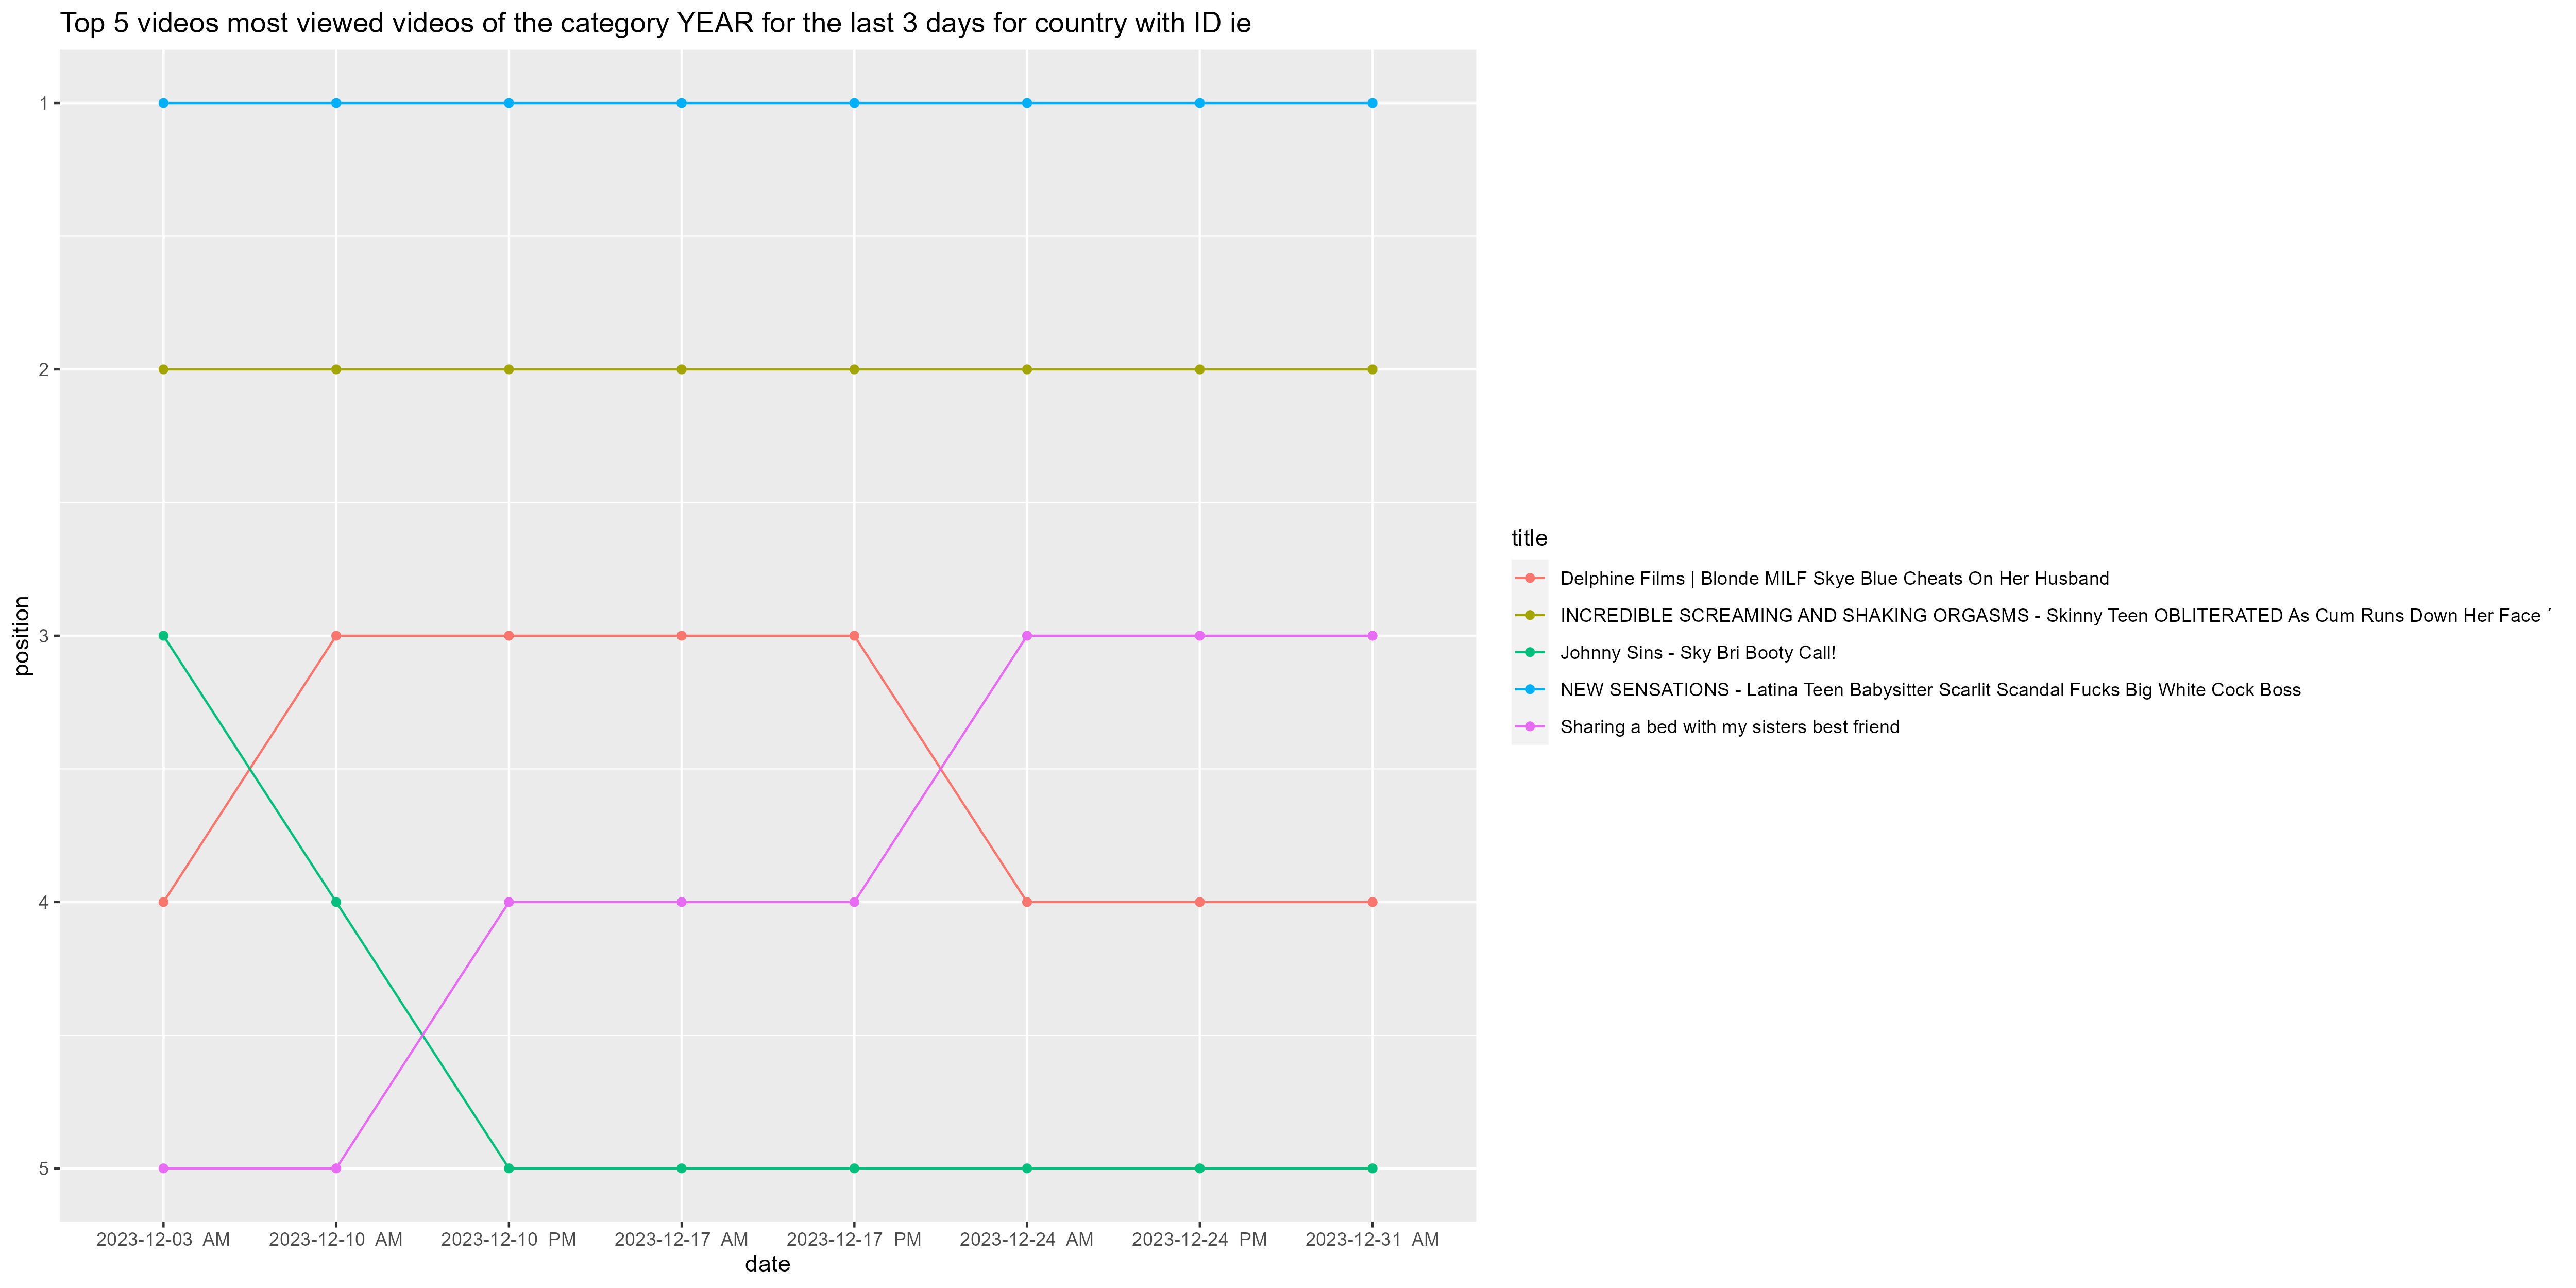 Top 5 videos most viewed videos of the category YEAR for the last 3 days for country with ID ie
1
2
3
4
5
position
2023-12-03 AM
2023-12-10 AM
2023-12-10 PM
2023-12-17 AM
2023-12-17 PM
2023-12-24 AM
2023-12-24 PM
2023-12-31 AM
date
title
Delphine Films | Blonde MILF Skye Blue Cheats On Her Husband
INCREDIBLE SCREAMING AND SHAKING ORGASMS - Skinny Teen OBLITERATED As Cum Runs Down Her Face
Johnny Sins - Sky Bri Booty Call!
NEW SENSATIONS - Latina Teen Babysitter Scarlit Scandal Fucks Big White Cock Boss
Sharing a bed with my sisters best friend